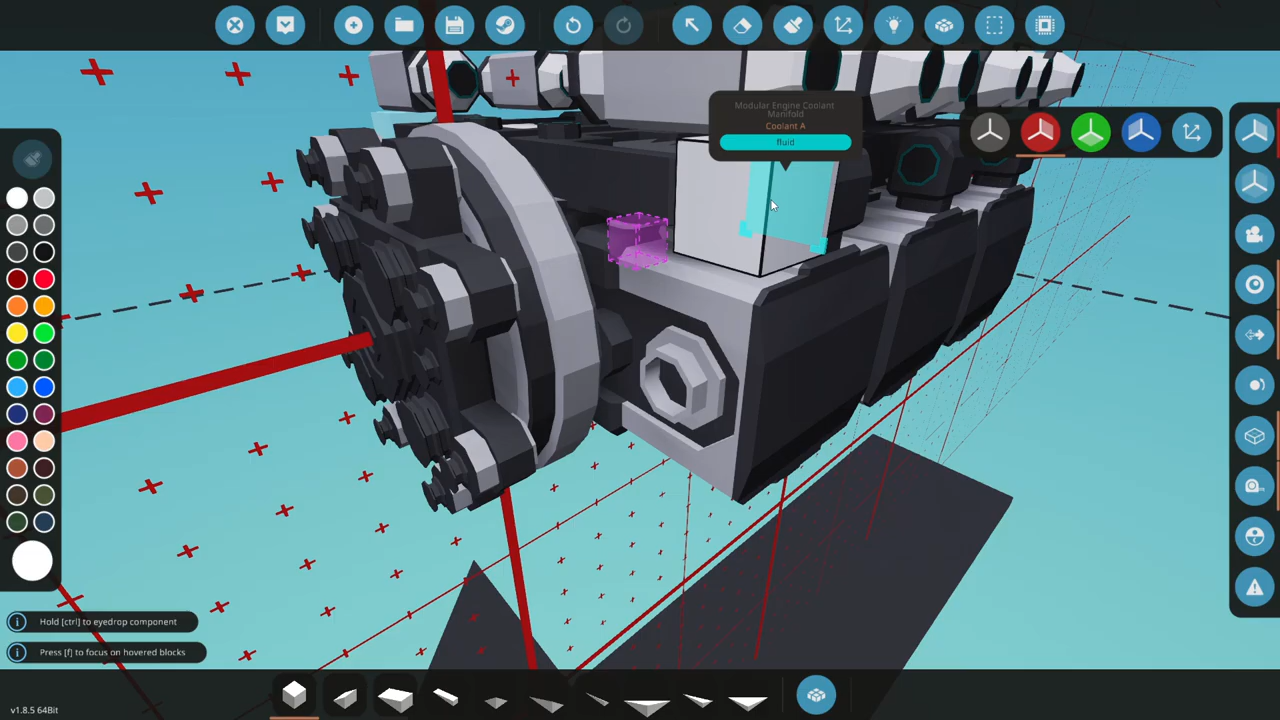 Modular Engine Coolant
Manifold
Coolant A
fluid
Hold [ctrl] to eyedrop component
Press [f] to focus on hovered blocks
v1.8.5 64Bit